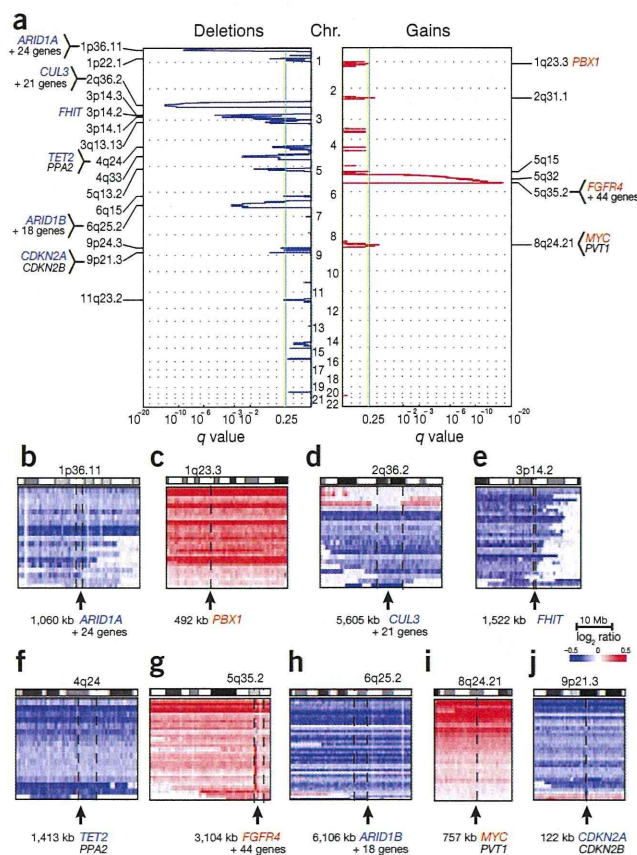 a
Deletions
Chr.
Gains
ARID1A
+ 24 genes
1p36.11
1p22.1
CUL3
+ 21 genes
2q36.2
3p14.3
FHIT
3p14.2
3p14.1
3q13.13
TET2
PPA2
4q24
4q33
5q13.2
6q15
ARID1B
+ 18 genes
6q25.2
9p24.3
CDKN2A
CDKN2B
9p21.3
11q23.2
1
2
3
4
5
6
7
8
9
10
11
12
13
14
15
16
17
18
19
20
21
22
1q23.3 PBX1
2q31.1
5q15
5q32
5q35.2
FGFR4
+ 44 genes
8q24.21
MYC
PVT1
10-20 10-10 10-6 10-3 10-2 0.25
q value
0.25 10-2 10-3 10-6 10-10 10-20
q value
b
1p36.11
1,060 kb ARID1A
+ 24 genes
c
1q23.3
492 kb PBX1
d
2q36.2
5,605 kb CUL3
+ 21 genes
e
3p14.2
1,522 kb FHIT
10 Mb
log2 ratio
–0.5 0.5
f
4q24
1,413 kb TET2
PPA2
g
5q35.2
3,104 kb FGFR4
+ 44 genes
h
6q25.2
6,106 kb ARID1B
+ 18 genes
i
8q24.21
757 kb MYC
PVT1
j
9p21.3
122 kb CDKN2A
CDKN2B